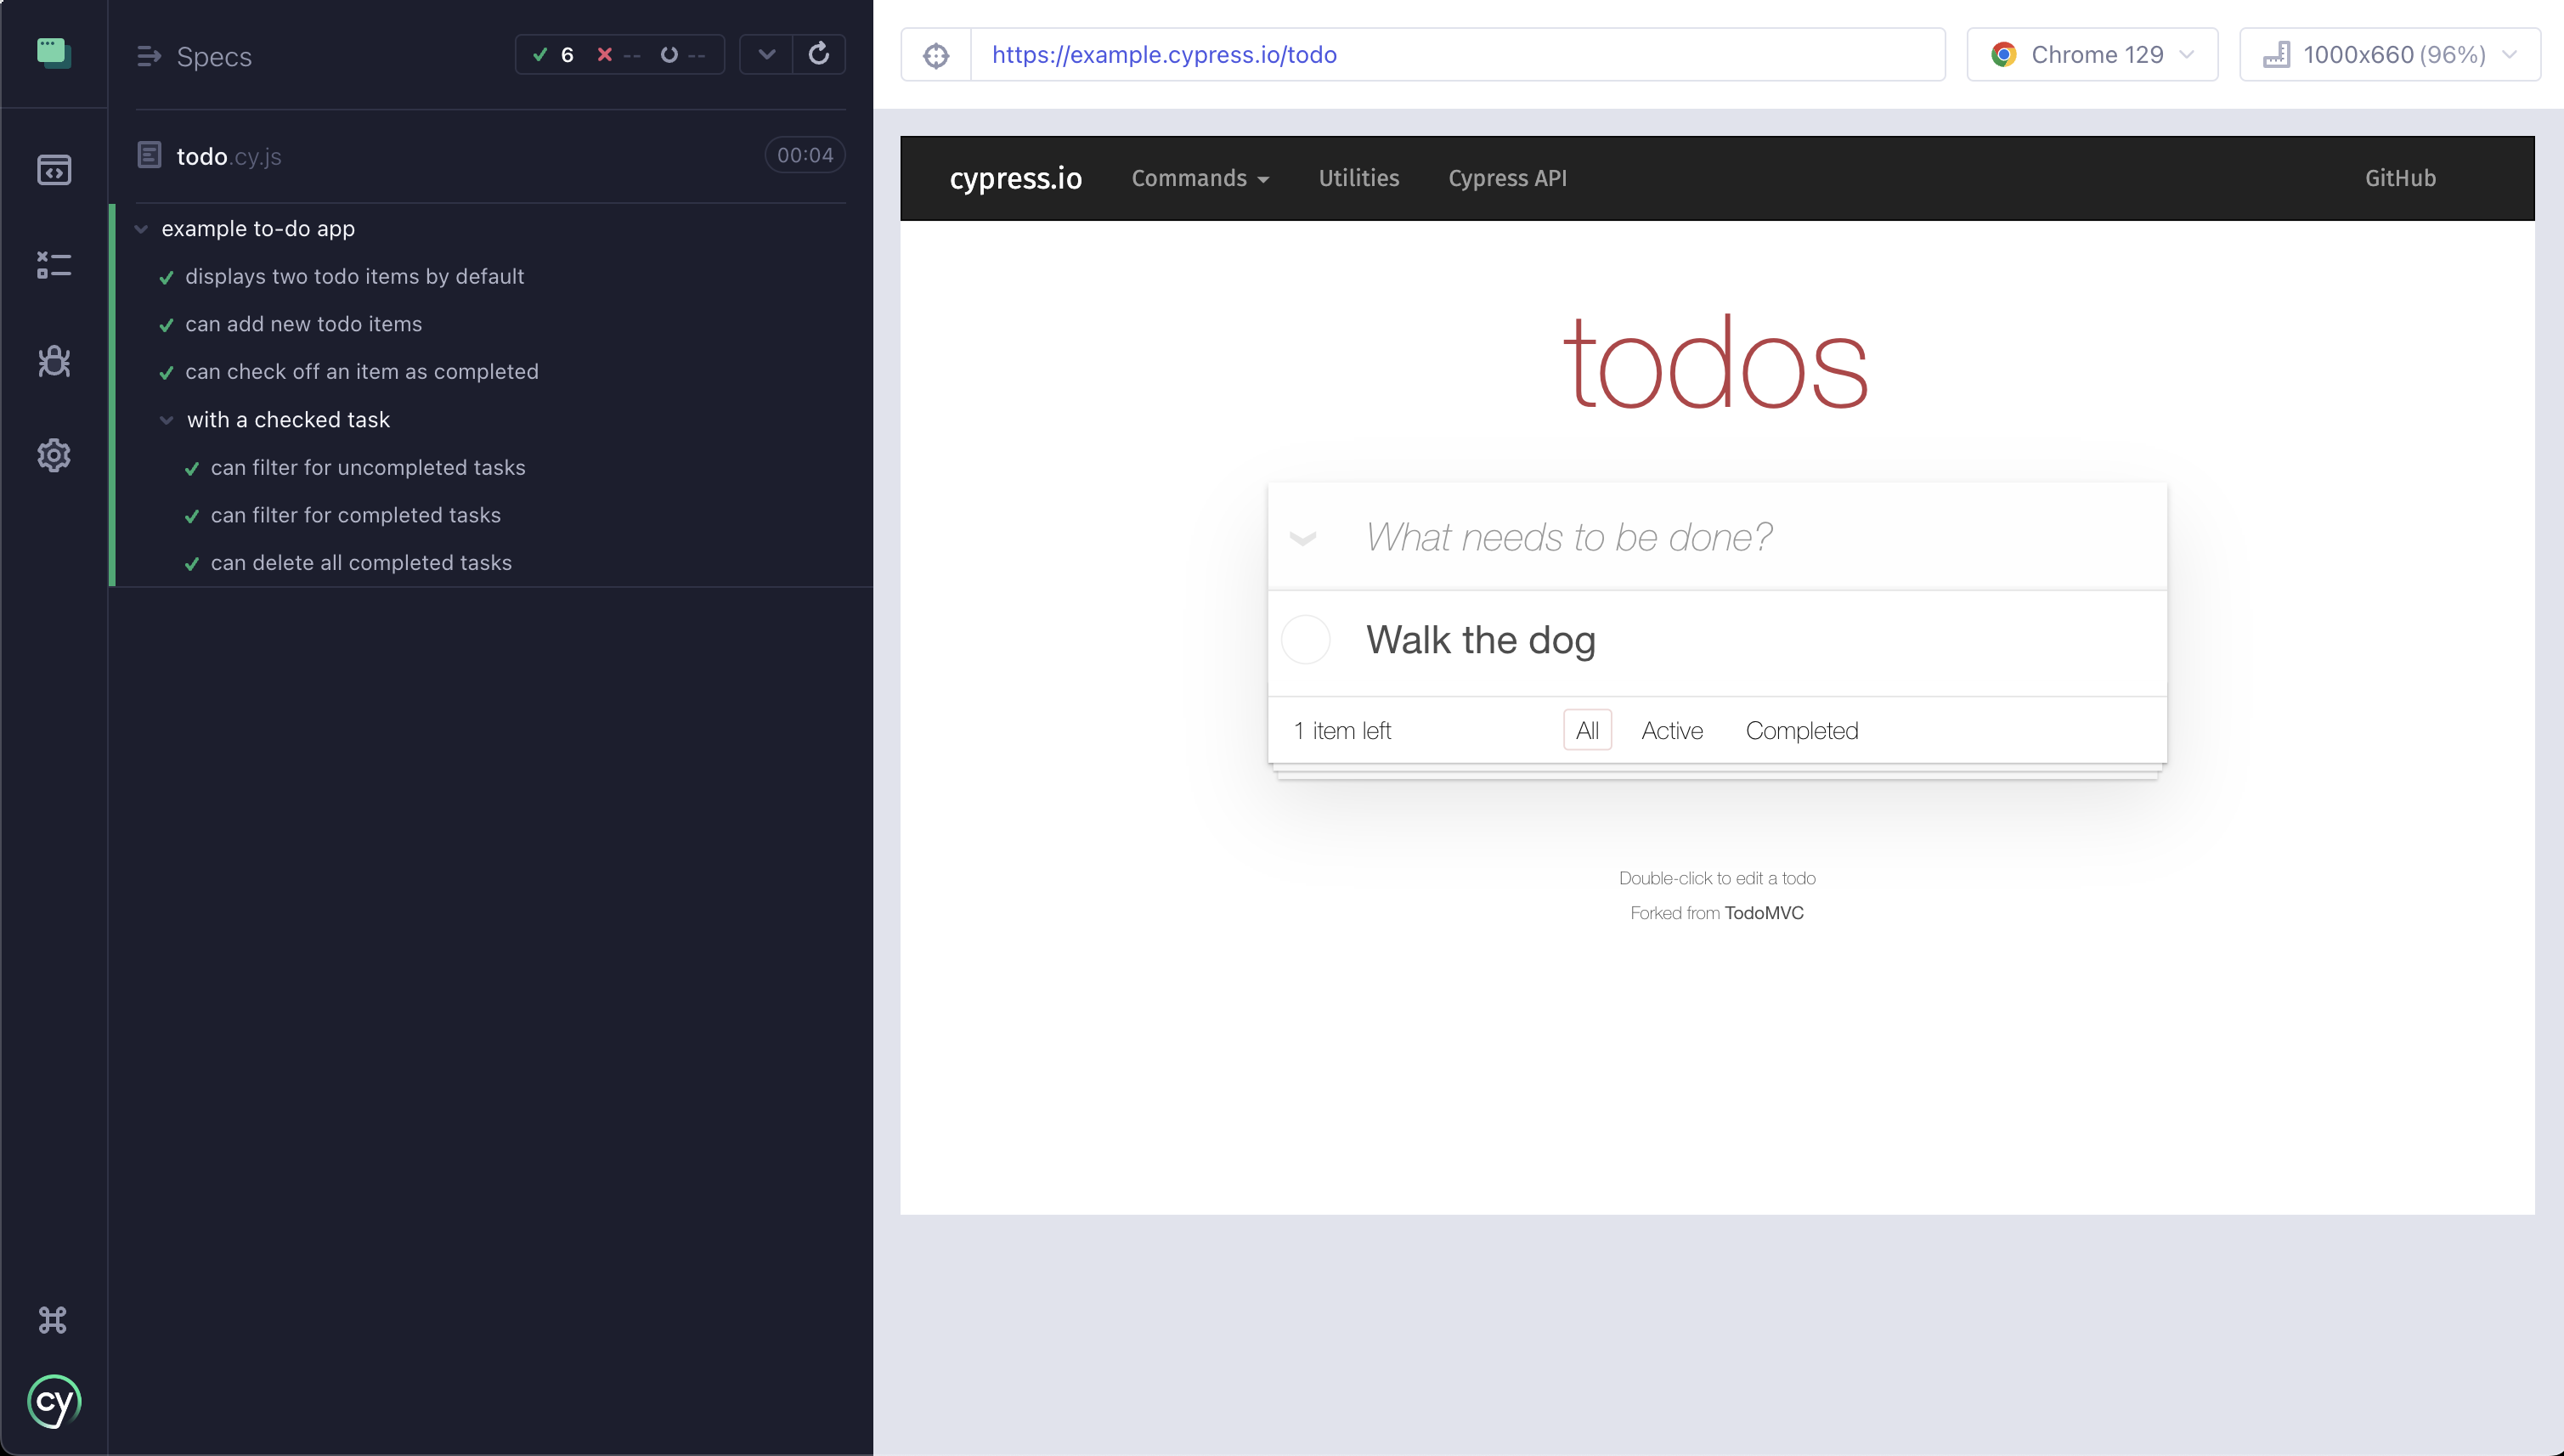 Specs 6 -- --
todo.cy.js 00:04
example to-do app
displays two todo items by default
can add new todo items
can check off an item as completed
with a checked task
can filter for uncompleted tasks
can filter for completed tasks
can delete all completed tasks
cy
https://example.cypress.io/todo Chrome 129 1000x660 (96%)
cypress.io Commands Utilities Cypress API GitHub
todos
What needs to be done?
Walk the dog
1 item left All Active Completed
Double-click to edit a todo
Forked from TodoMVC